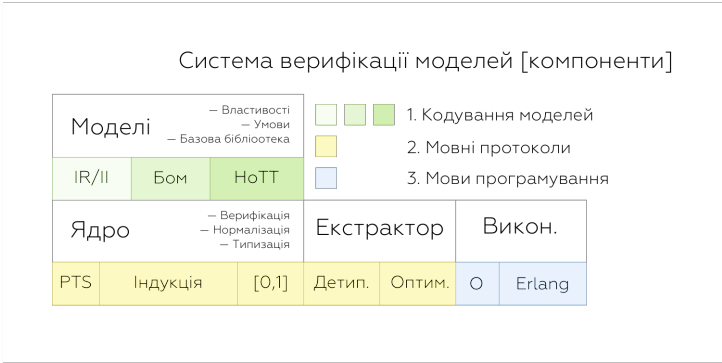 Система верифікації моделей [компоненти]
Моделі
— Властивості
— Умови
— Базова бібліоотека
IR/II
Бом
HoTT
1. Кодування моделей
2. Мовні протоколи
3. Мови програмування
Ядро
— Верифікація
— Нормалізація
— Типизація
Екстрактор
Викон.
PTS
Індукція
[0,1]
Детип.
Оптим.
O
Erlang